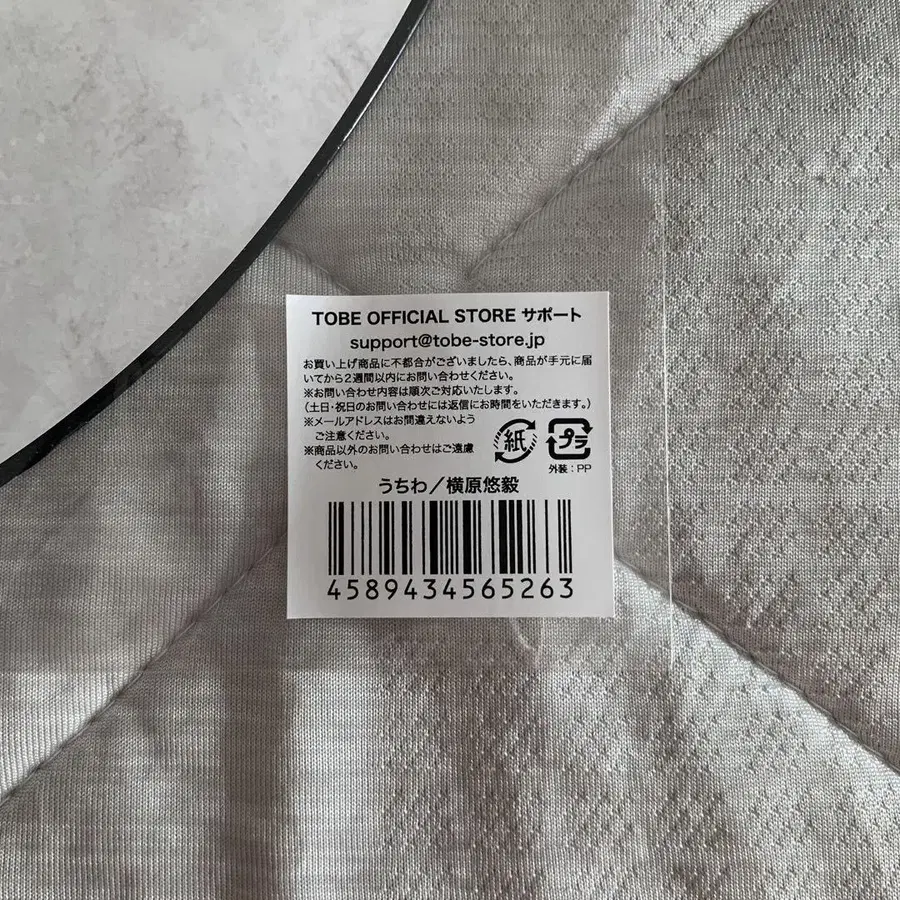 TOBE OFFICIAL STORE サポート
support@tobe-store.jp
お買い上げ商品に不都合がございましたら、商品が手元に届
いてから2週間以内にお問い合わせください。
※お問い合わせ内容は順次ご対応いたします。
（土日・祝日のお問い合わせには返信にお時間をいただきます。）
※メールアドレスはお間違えないよう
ご注意ください。
※商品以外のお問い合わせはご遠慮
ください。
紙
プラ
外装：PP
うちわ／横原悠毅
4589434565263